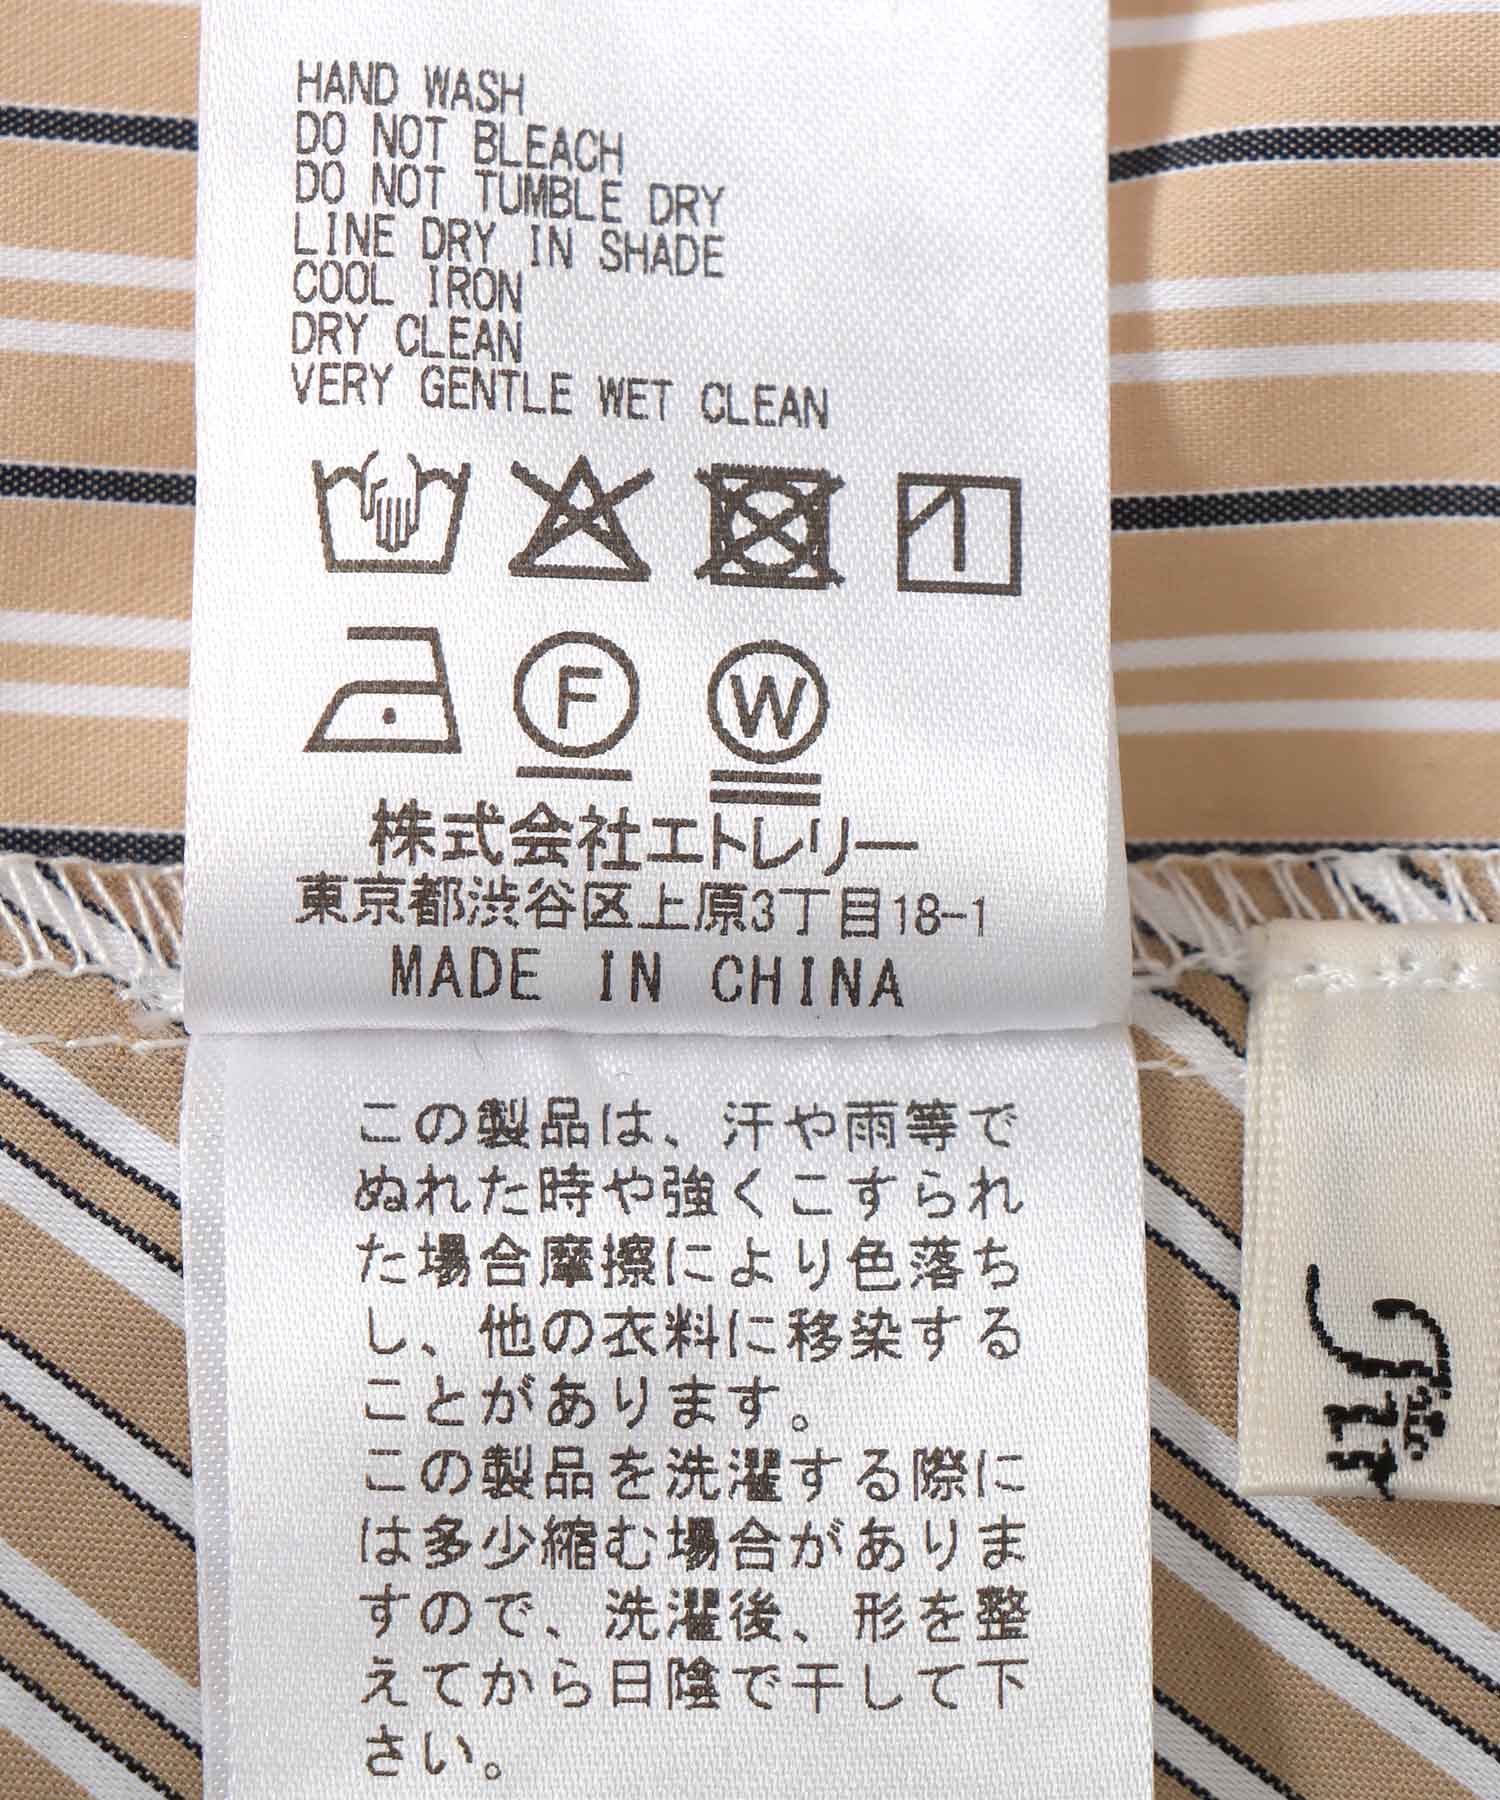 HAND WASH
DO NOT BLEACH
DO NOT TUMBLE DRY
LINE DRY IN SHADE
COOL IRON
DRY CLEAN
VERY GENTLE WET CLEAN
F
W
株式会社エトレリー
東京都渋谷区上原3丁目18-1
MADE IN CHINA
この製品は、汗や雨等で
ぬれた時や強くこすられ
た場合摩擦により色落ち
し、他の衣料に移染する
ことがあります。
この製品を洗濯する際に
は多少縮む場合がありま
すので、洗濯後、形を整
えてから日陰で干して下
さい。